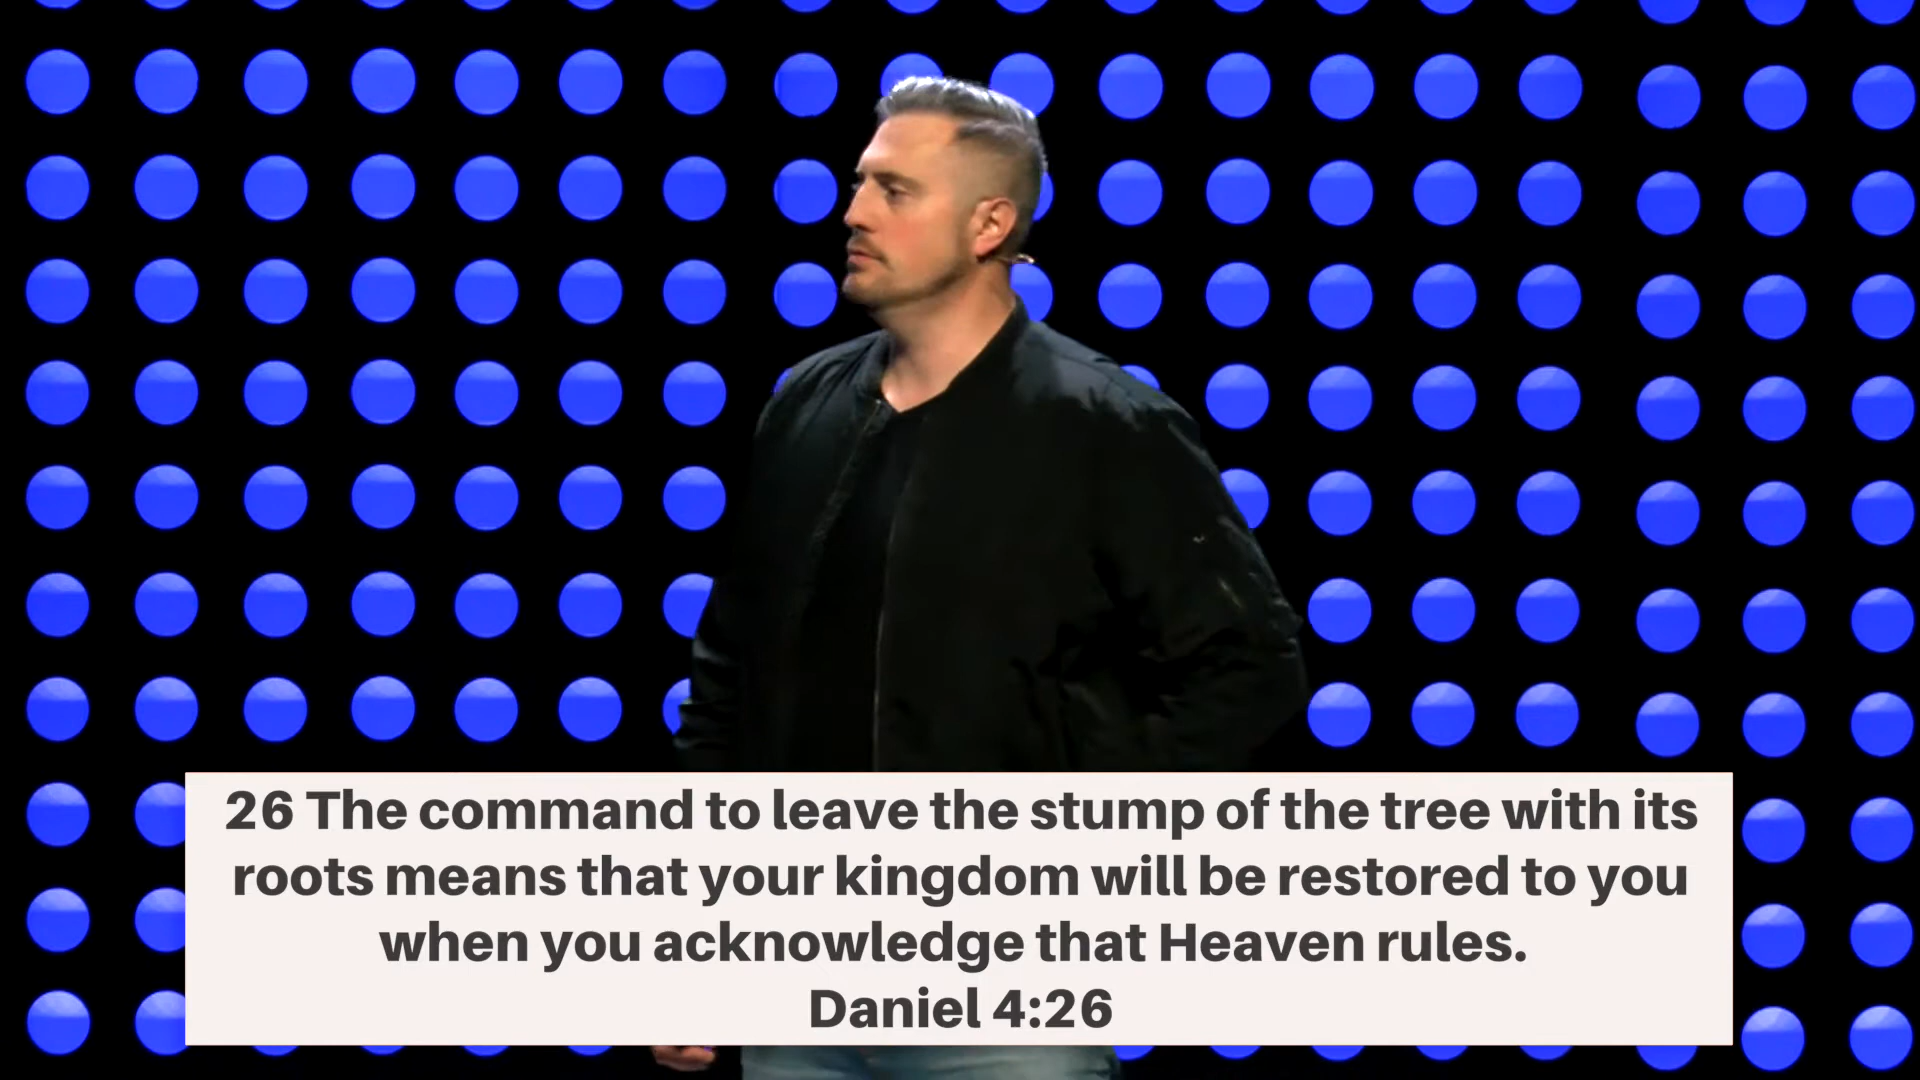 26 The command to leave the stump of the tree with its
roots means that your kingdom will be restored to you
when you acknowledge that Heaven rules.
Daniel 4:26